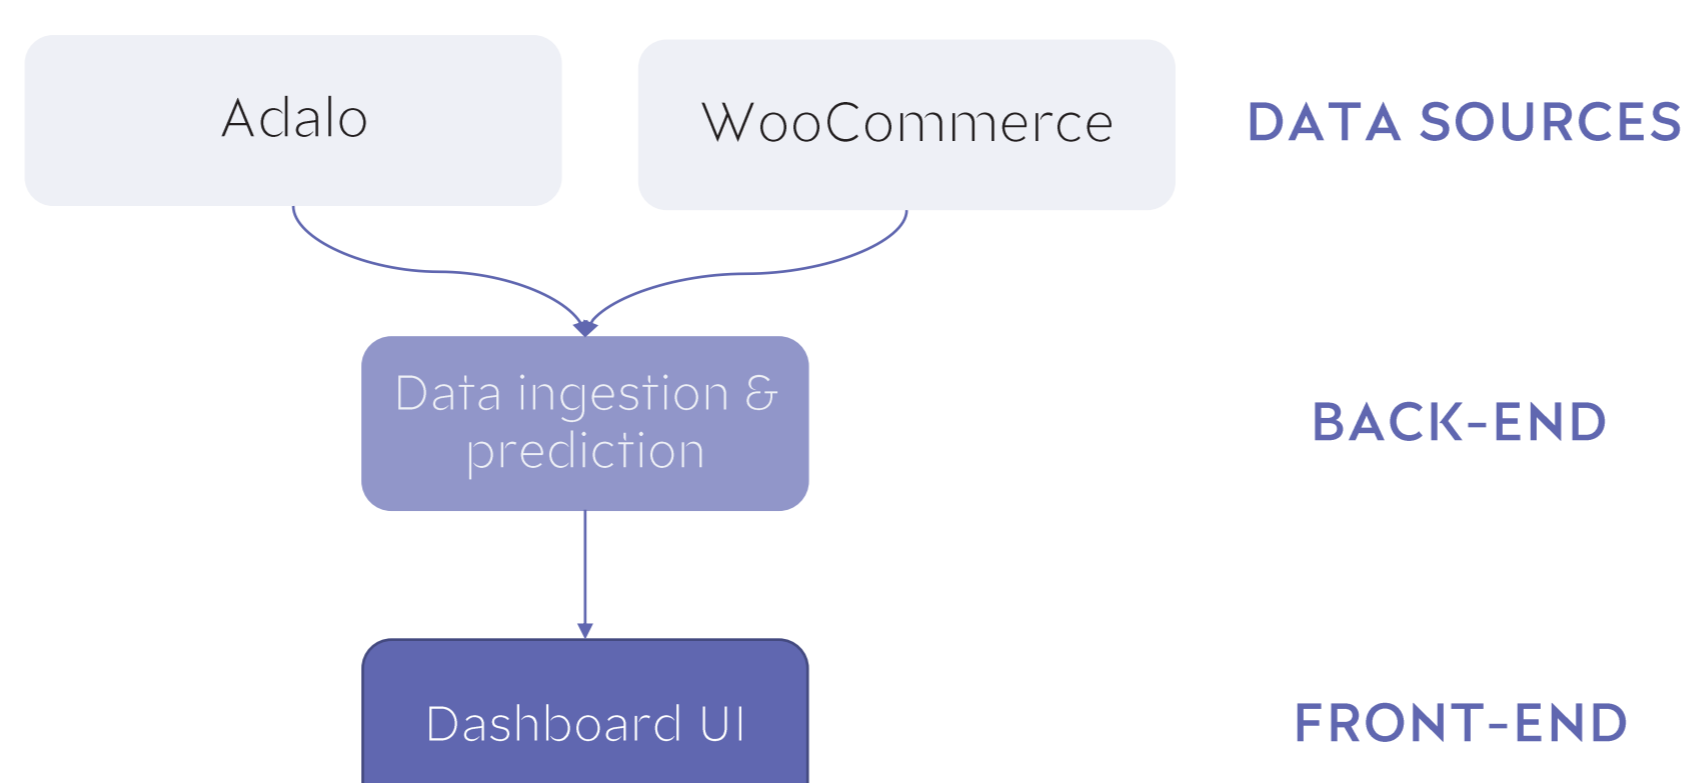 Adalo
WooCommerce
DATA SOURCES
Data ingestion &
prediction
BACK-END
Dashboard UI
FRONT-END